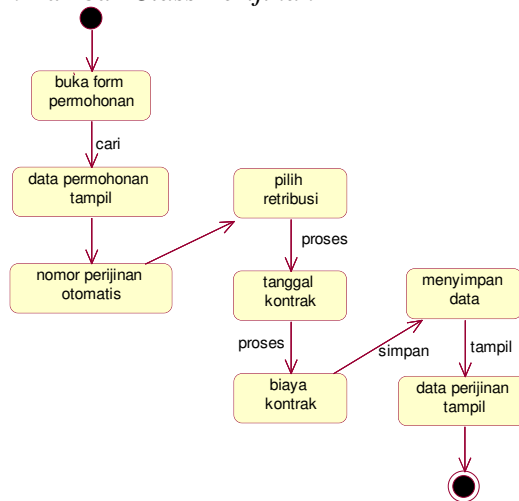 buka form
permohonan
cari
data permohonan
tampil
nomor perijinan
otomatis
pilih
retribusi
proses
tanggal
kontrak
proses
biaya
kontrak
simpan
menyimpan
data
tampil
data perijinan
tampil